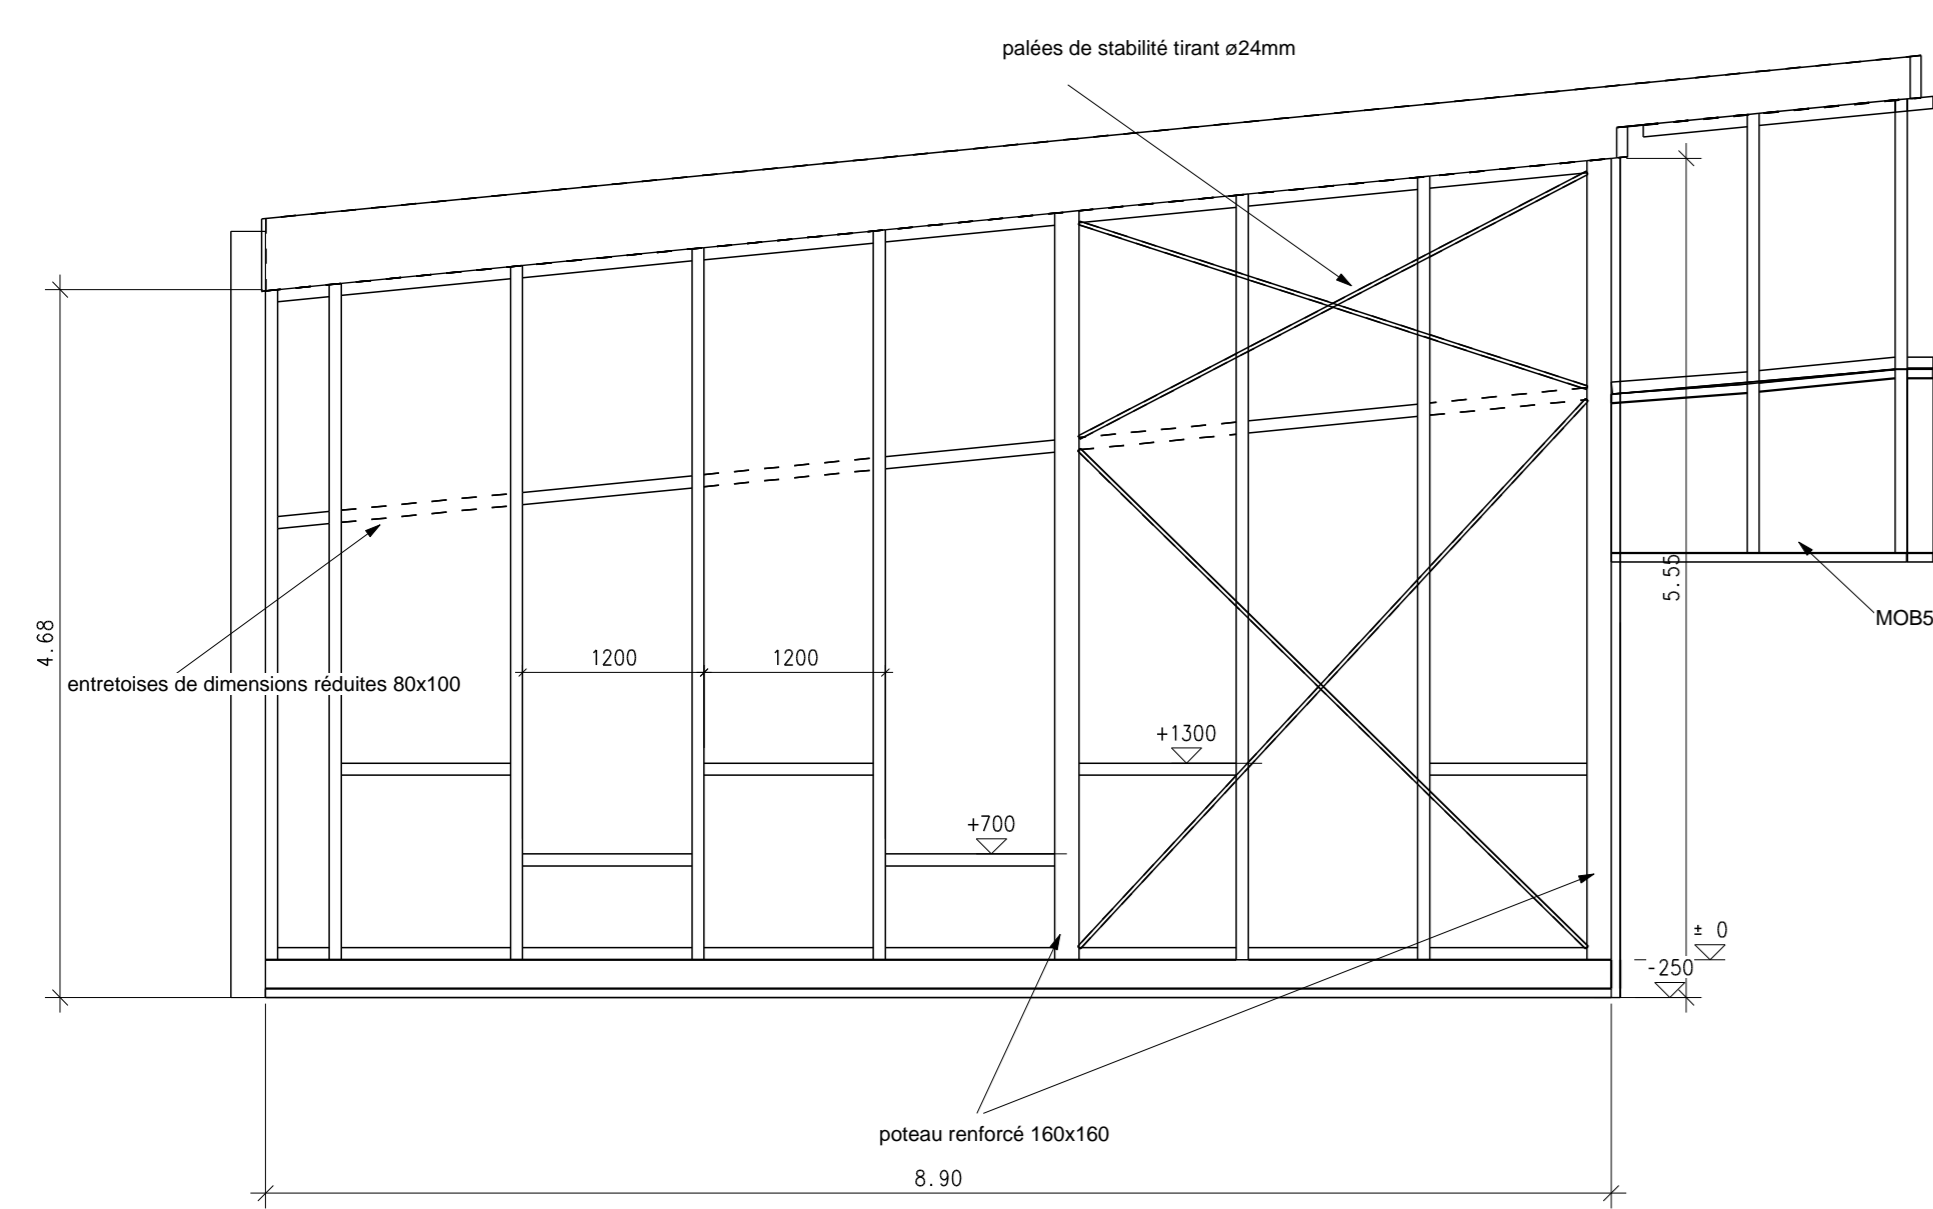 palées de stabilité tirant ø24mm
5.55
4.68
MOB5
1200
1200
entretoises de dimensions réduites 80x100
+1300
+700
± 0
-250
poteau renforcé 160x160
8.90